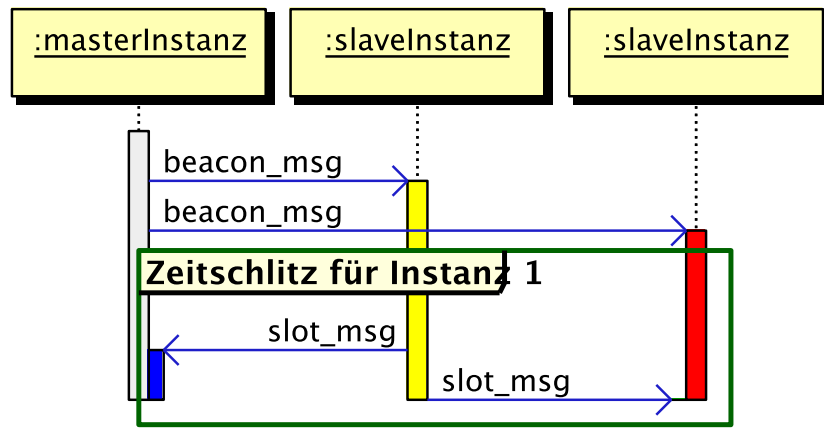 :masterInstanz
:slaveInstanz
:slaveInstanz
beacon_msg
beacon_msg
Zeitschlitz für Instanz 1
slot_msg
slot_msg